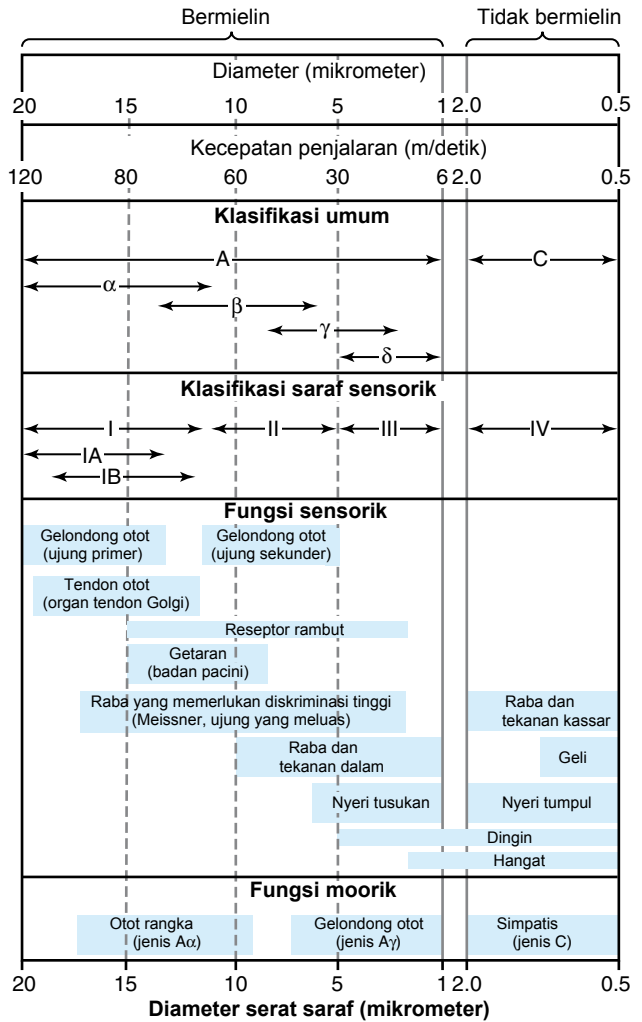 Bermielin Tidak bermielin
Diameter (mikrometer)
20 15 10 5 1 2.0 0.5
Kecepatan penjalaran (m/detik)
120 80 60 30 6 2.0 0.5
Klasifikasi umum
A C
α
β
γ
δ
Klasifikasi saraf sensorik
I II III IV
IA
IB
Fungsi sensorik
Gelondong otot
(ujung primer)
Gelondong otot
(ujung sekunder)
Tendon otot
(organ tendon Golgi)
Reseptor rambut
Getaran
(badan pacini)
Raba yang memerlukan diskriminasi tinggi
(Meissner, ujung yang meluas)
Raba dan
tekanan kassar
Raba dan
tekanan dalam
Geli
Nyeri tusukan
Nyeri tumpul
Dingin
Hangat
Fungsi moorik
Otot rangka
(jenis Aα)
Gelondong otot
(jenis Aγ)
Simpatis
(jenis C)
20 15 10 5 1 2.0 0.5
Diameter serat saraf (mikrometer)